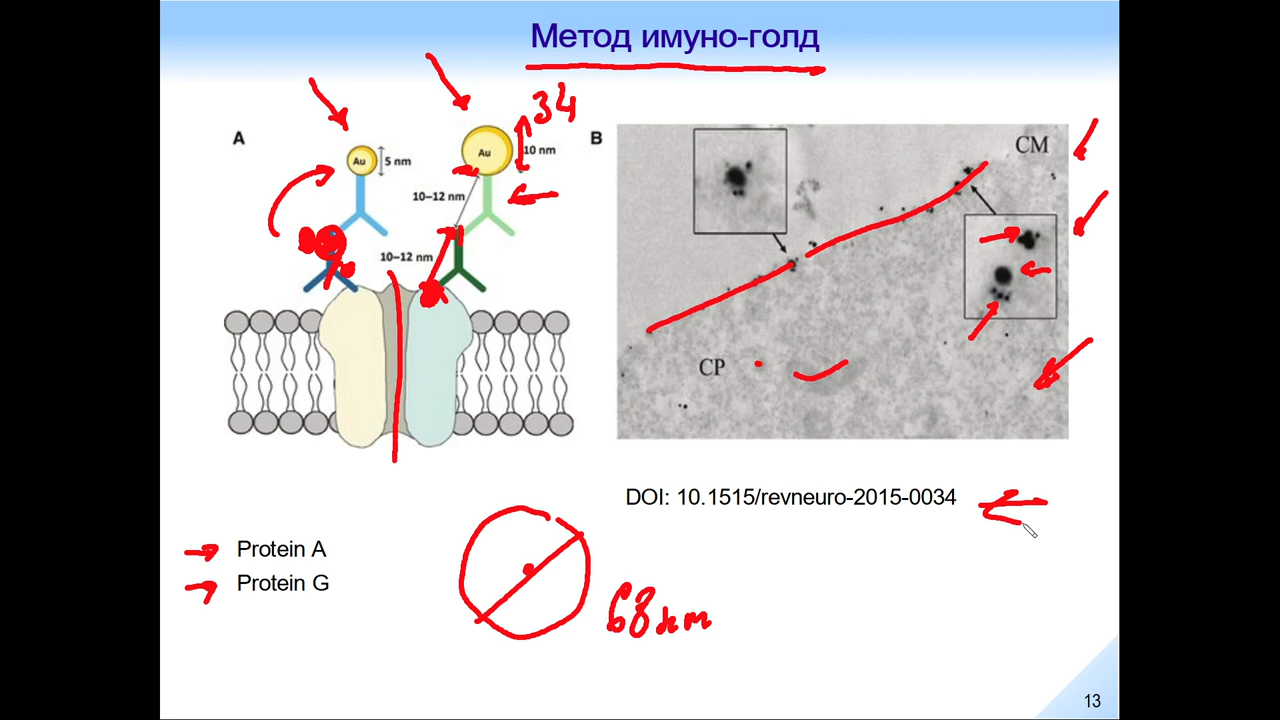 Метод имуно-голд
34
A
Au
5 nm
Au
10 nm
10–12 nm
10–12 nm
B
CM
CP
DOI: 10.1515/revneuro-2015-0034
Protein A
Protein G
68 nm
13